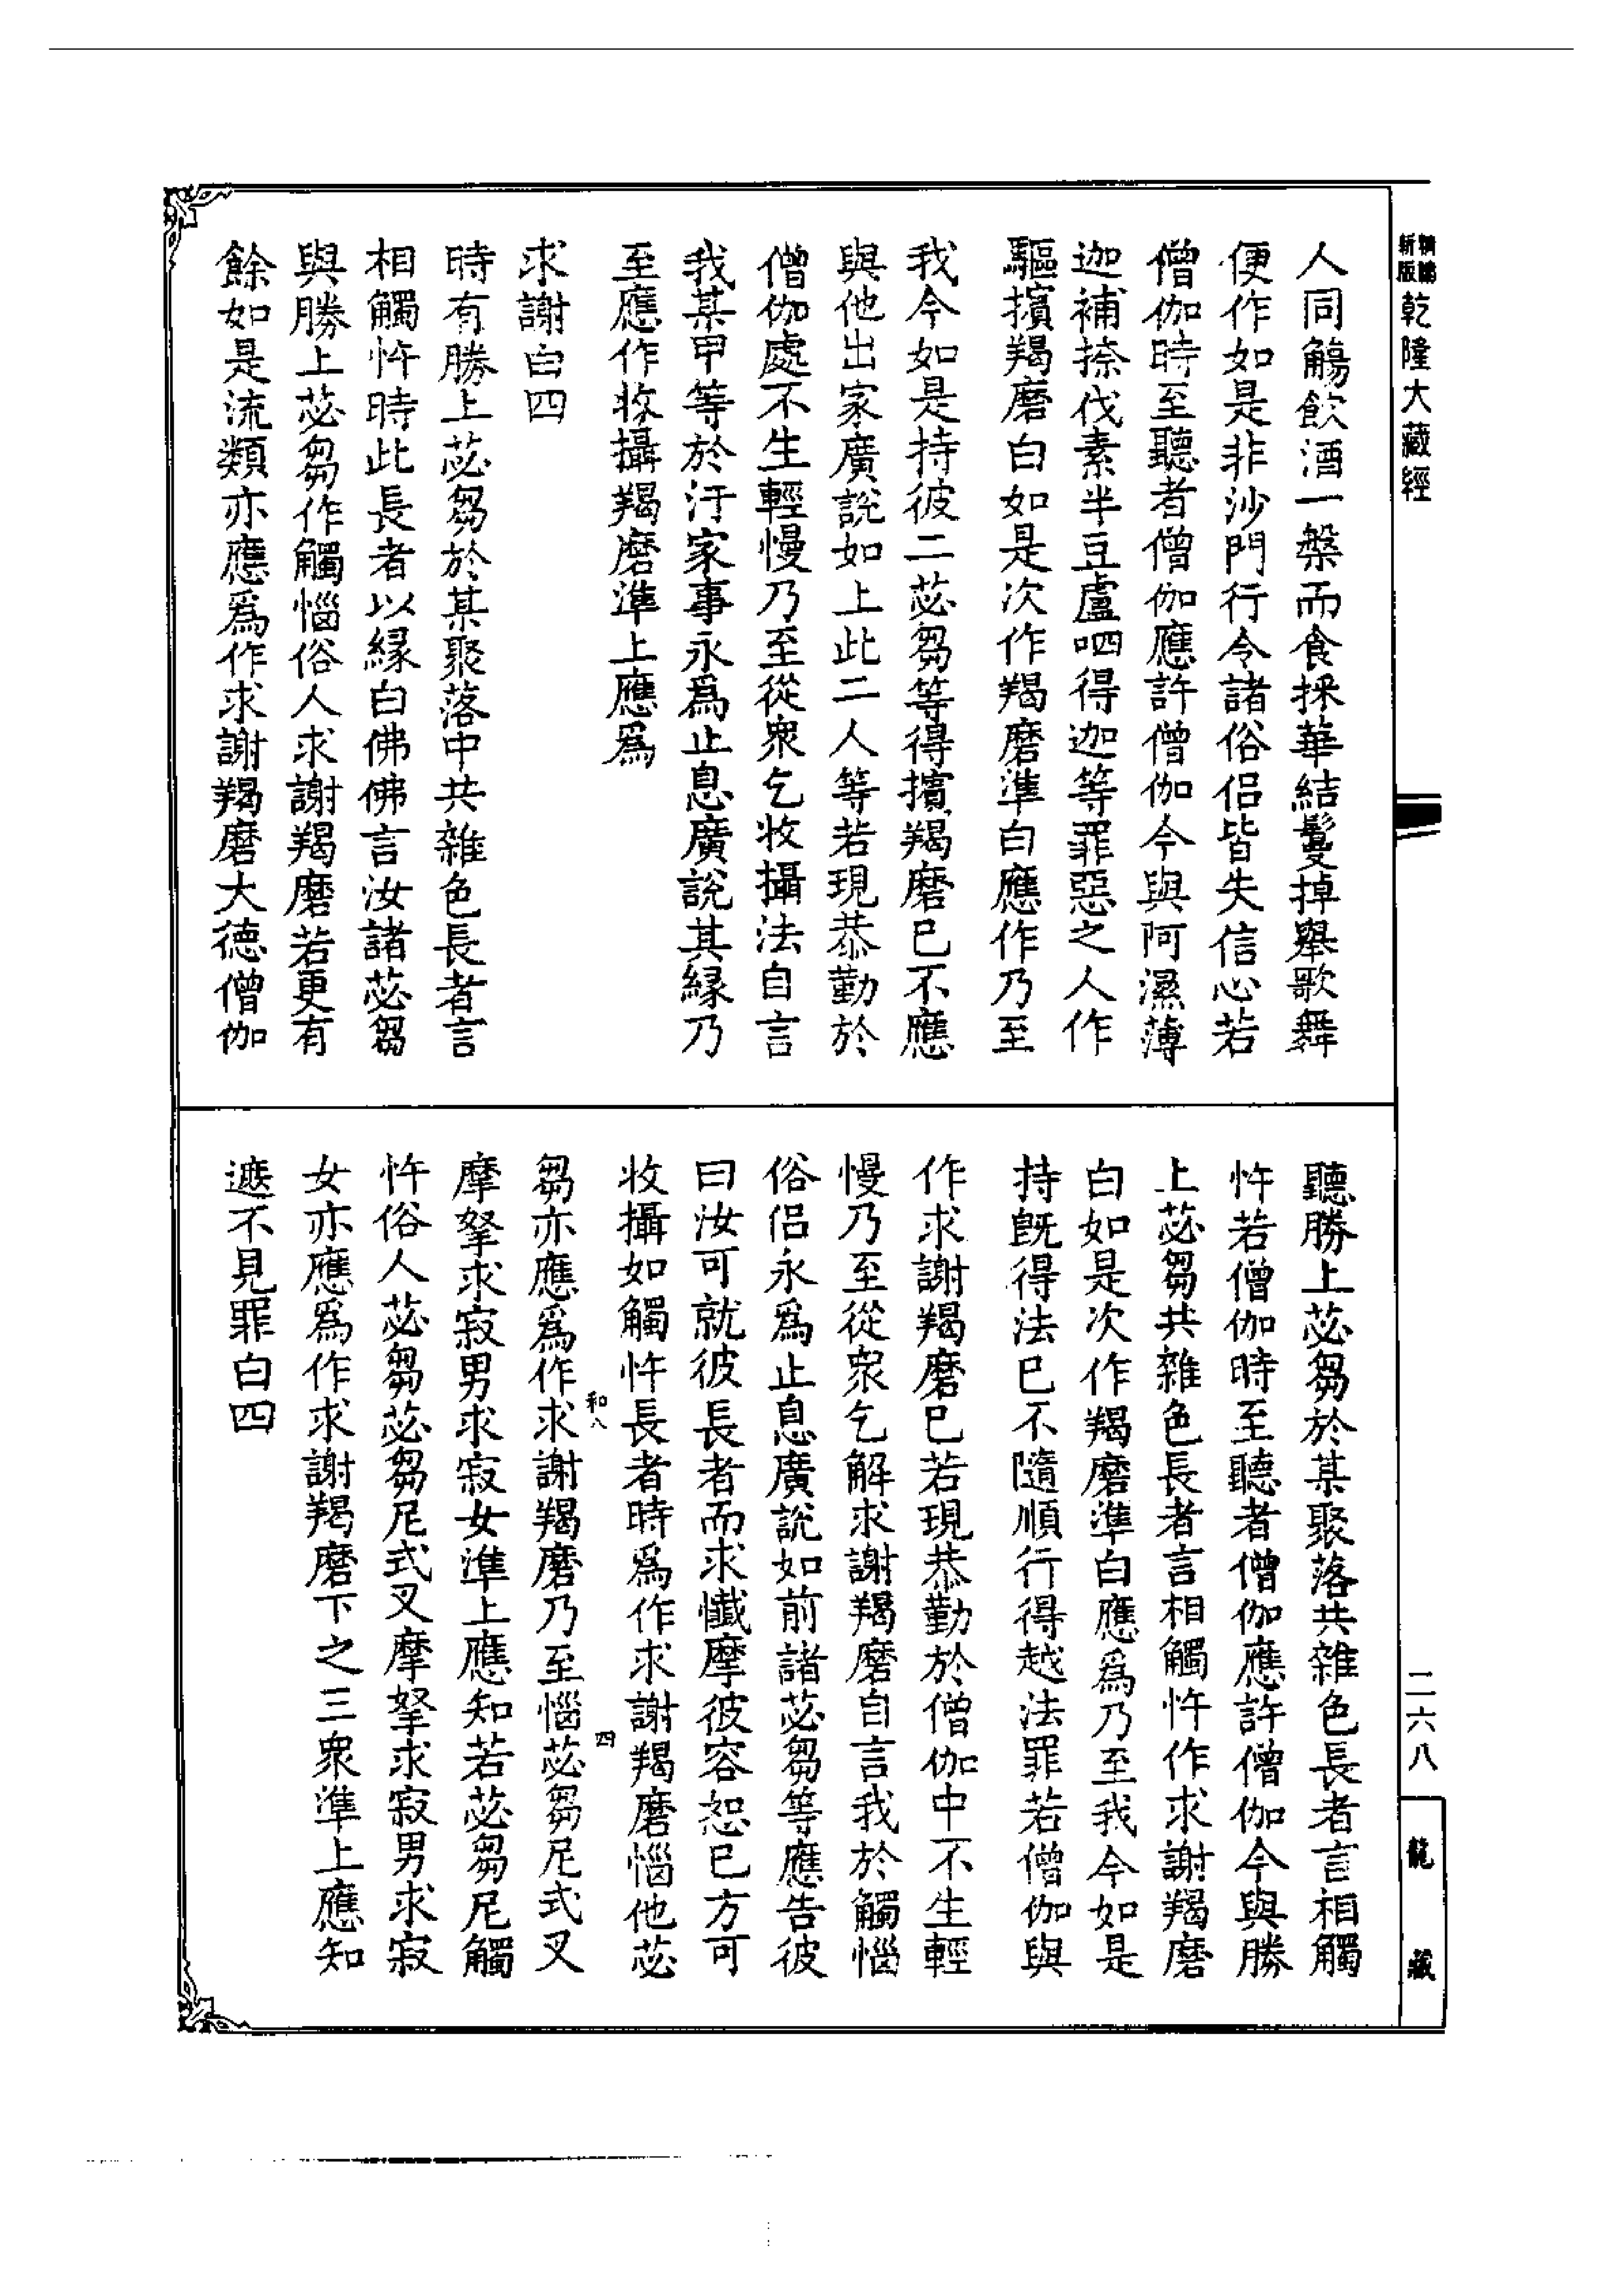 新版
乾隆大藏經
人同觴飲酒一槃而食採華結鬘掉舉歌舞
便作如是非沙門行令諸俗侶皆失信心若
僧伽時至聽者僧伽應許僧伽今與阿濕薄
迦補捺伐素半豆盧呬得迦等罪惡之人作
驅擯羯磨白如是次作羯磨準白應作乃至
我今如是持彼二苾芻等得擯羯磨已不應
與他出家廣說如上此二人等若現恭勤於
僧伽處不生輕慢乃至從衆乞收攝法自言
我某甲等於汙家事永爲止息廣說其緣乃
至應作收攝羯磨準上應爲
求謝白四
時有勝上苾芻於某聚落中共雜色長者言
相觸忤時此長者以緣白佛佛言汝諸苾芻
與勝上苾芻作觸惱俗人求謝羯磨若更有
餘如是流類亦應爲作求謝羯磨大德僧伽
聽勝上苾芻於某聚落共雜色長者言相觸
忤若僧伽時至聽者僧伽應許僧伽今與勝
上苾芻共雜色長者言相觸忤作求謝羯磨
白如是次作羯磨準白應爲乃至我今如是
持旣得法已不隨順行得越法罪若僧伽與
作求謝羯磨已若現恭勤於僧伽中不生輕
慢乃至從衆乞解求謝羯磨自言我於觸惱
俗侶永爲止息廣說如前諸苾芻等應告彼
曰汝可就彼長者而求懺摩彼容恕已方可
收攝如觸忤長者時爲作求謝羯磨惱他苾
和八
四
芻亦應爲作求謝羯磨乃至惱苾芻尼式叉
摩拏求寂男求寂女準上應知若苾芻尼觸
忤俗人苾芻苾芻尼式叉摩拏求寂男求寂
女亦應爲作求謝羯磨下之三衆準上應知
遮不見罪白四
二六八
龍藏